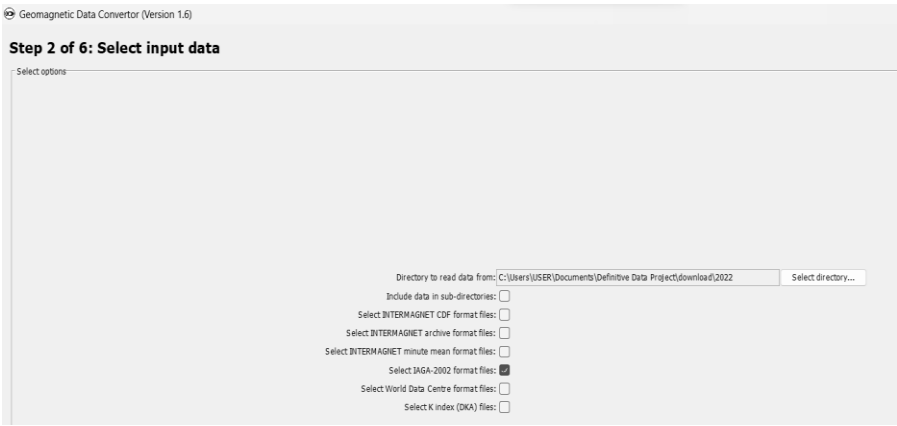 Geomagnetic Data Convertor (Version 1.6)
Step 2 of 6: Select input data
Select options
Directory to read data from: C:\Users\USER\Documents\Definitive Data Project\download\2022 Select directory...
Include data in sub-directories:
Select INTERMAGNET CDF format files:
Select INTERMAGNET archive format files:
Select INTERMAGNET minute mean format files:
Select IAGA-2002 format files:
Select World Data Centre format files:
Select K index (DKA) files: